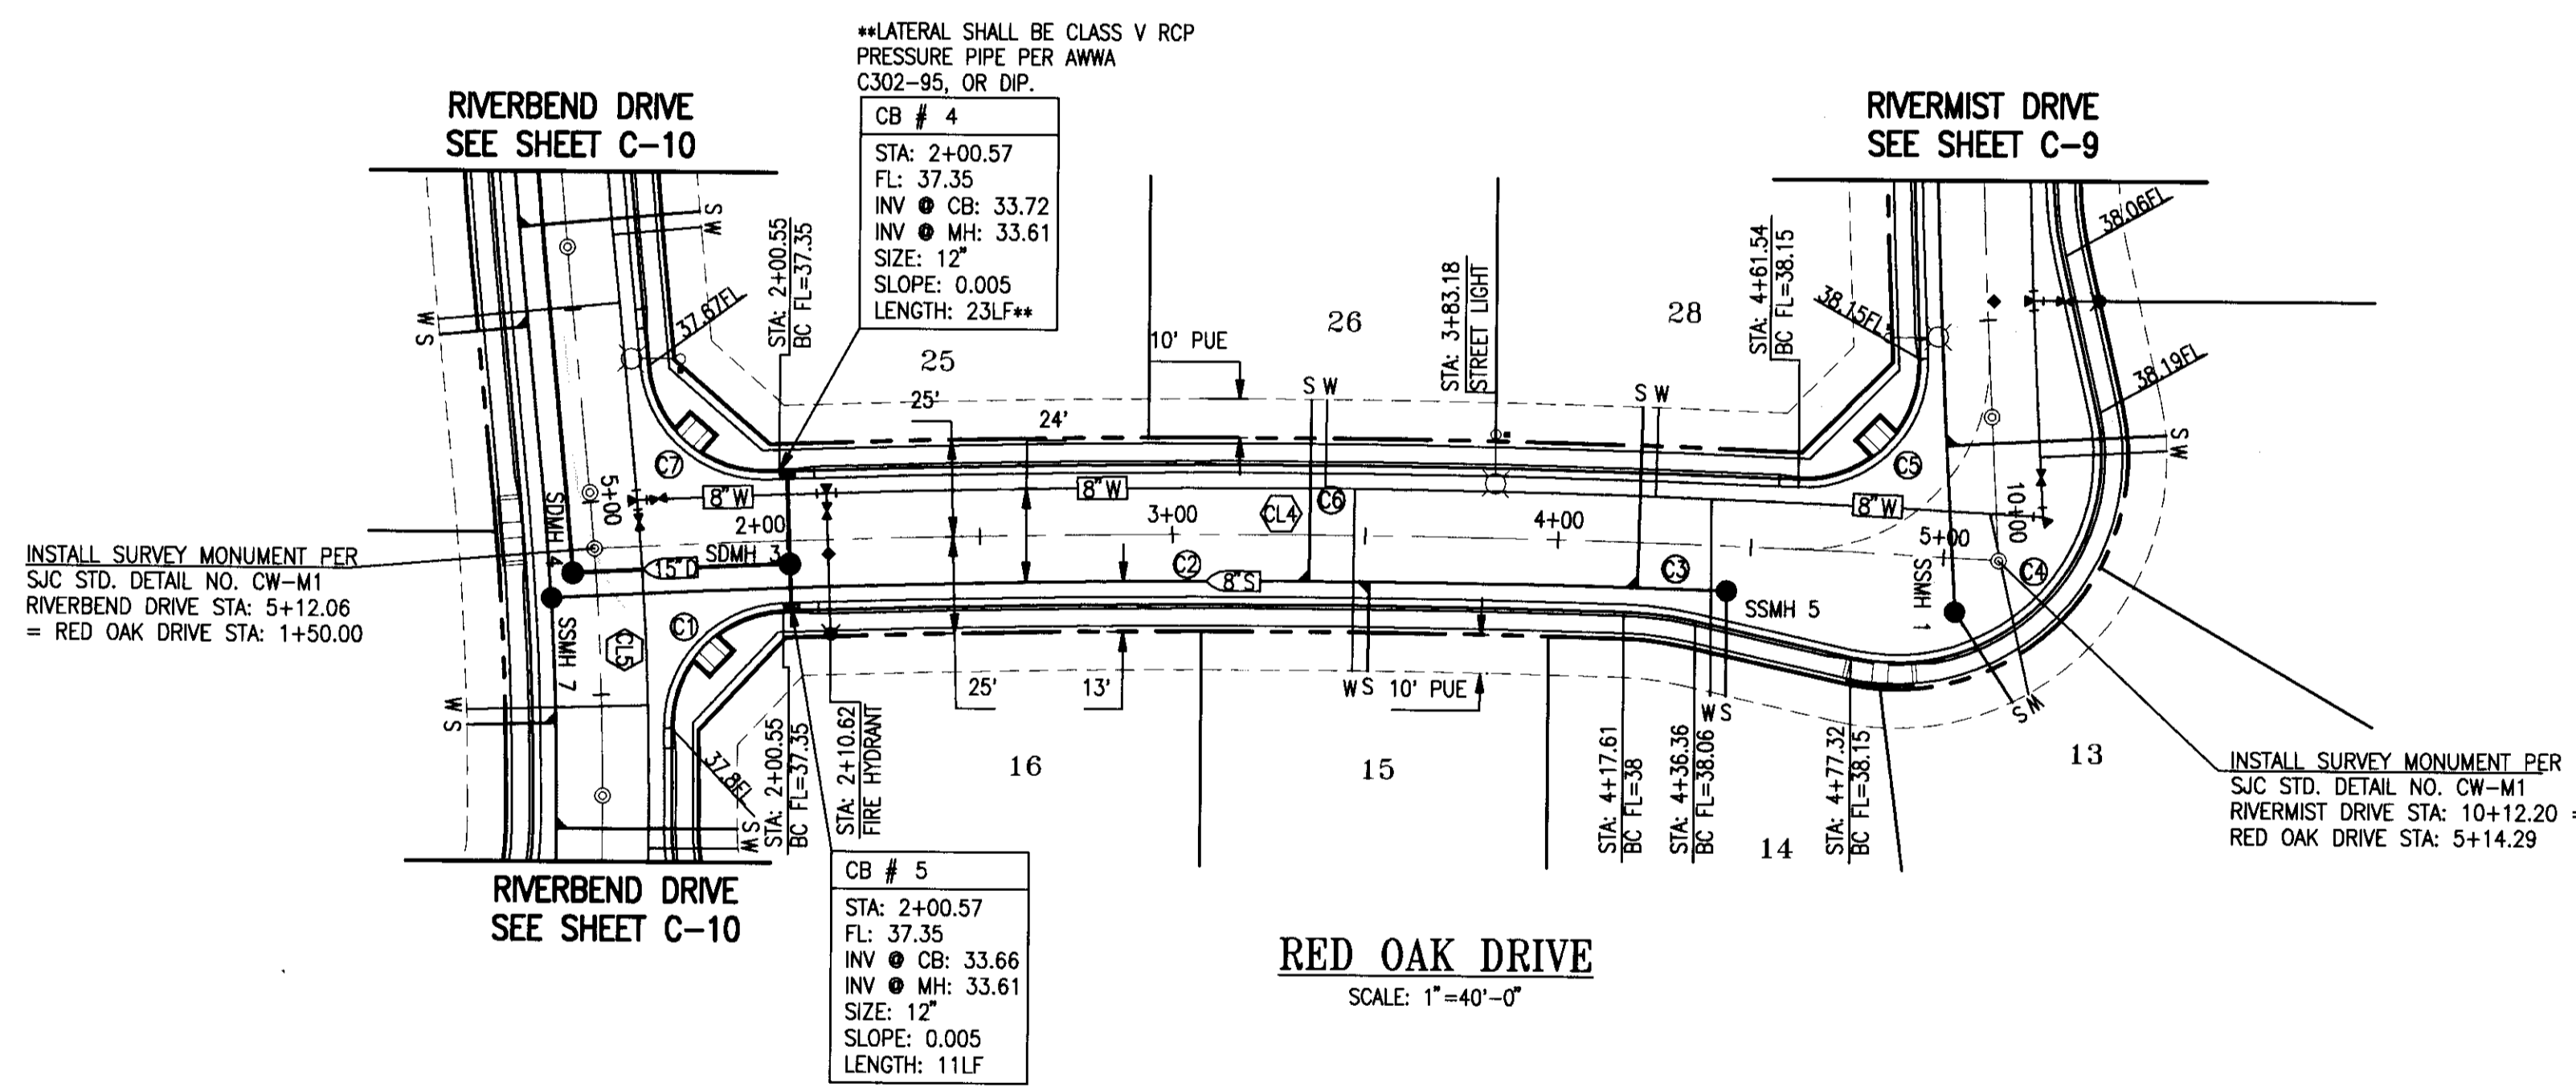 **LATERAL SHALL BE CLASS V RCP
PRESSURE PIPE PER AWWA
C302-95, OR DIP.
RIVERBEND DRIVE
SEE SHEET C-10
RIVERMIST DRIVE
SEE SHEET C-9
CB # 4
STA: 2+00.57
FL: 37.35
INV @ CB: 33.72
INV @ MH: 33.61
SIZE: 12"
SLOPE: 0.005
LENGTH: 23LF**
STA: 2+00.55
BC FL=37.35
STA: 3+83.18
STREET LIGHT
STA: 4+61.54
BC FL=38.15
38.06FL
38.15FL
38.19FL
37.67FL
S W
S W
W S
25
26
28
10' PUE
25'
24'
S W
S W
S W
C7
C5
5+00
SDMH 4
8"W
8"W
8"W
2+00
3+00
CL4
C6
4+00
5+00
10+00
SDMH 3
15"D
C2
8"S
C3
C4
SSMH 5
SSMH 1
INSTALL SURVEY MONUMENT PER
SJC STD. DETAIL NO. CW-M1
RIVERBEND DRIVE STA: 5+12.06
= RED OAK DRIVE STA: 1+50.00
C1
CL5
SSMH 7
W S
S W
37.8FL
STA: 2+00.55
BC FL=37.35
STA: 2+10.62
FIRE HYDRANT
25'
13'
W S
10' PUE
W S
S W
16
15
14
13
STA: 4+17.61
BC FL=38
STA: 4+36.36
BC FL=38.06
STA: 4+77.32
BC FL=38.15
INSTALL SURVEY MONUMENT PER
SJC STD. DETAIL NO. CW-M1
RIVERMIST DRIVE STA: 10+12.20 =
RED OAK DRIVE STA: 5+14.29
RIVERBEND DRIVE
SEE SHEET C-10
CB # 5
STA: 2+00.57
FL: 37.35
INV @ CB: 33.66
INV @ MH: 33.61
SIZE: 12"
SLOPE: 0.005
LENGTH: 11LF
RED OAK DRIVE
SCALE: 1"=40'-0"